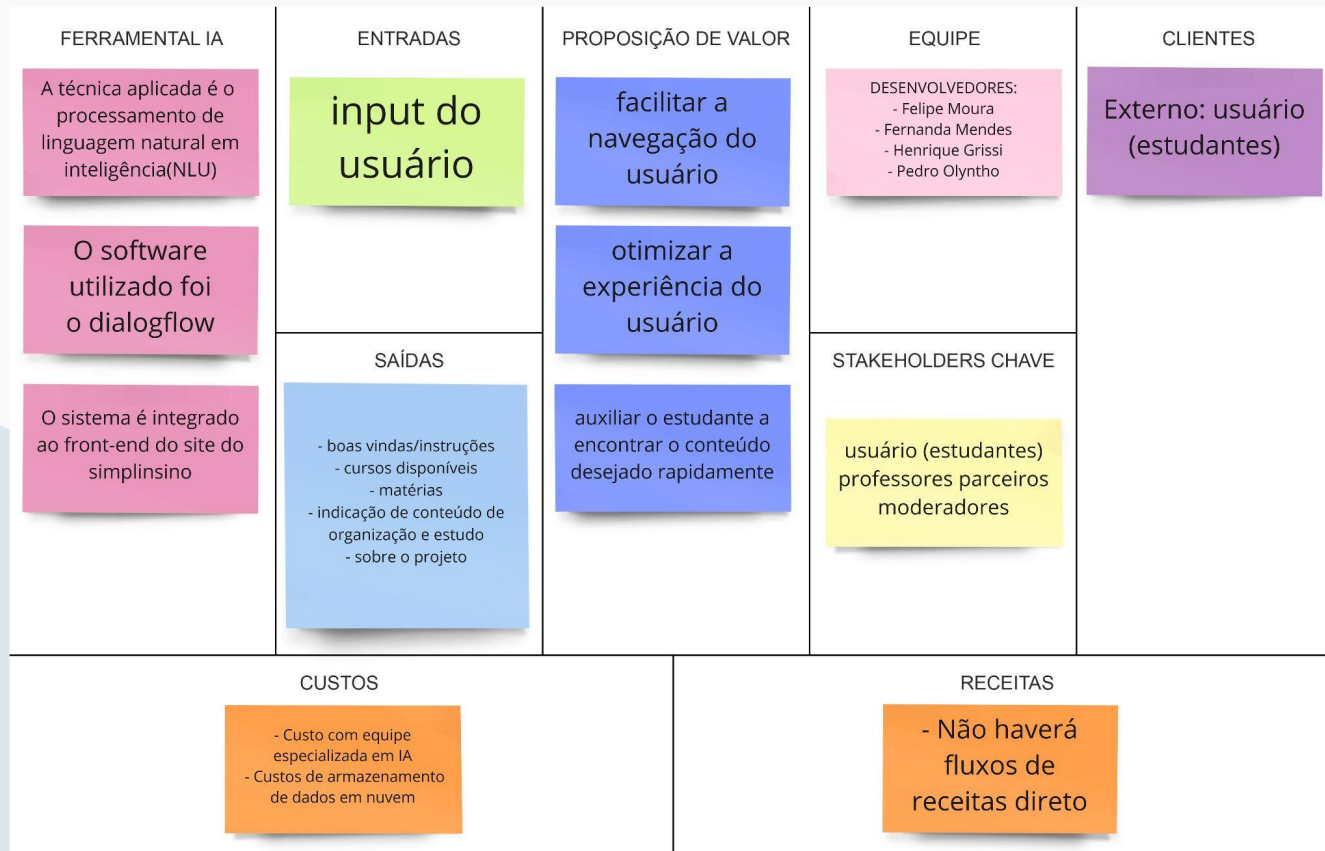 FERRAMENTAL IA
A técnica aplicada é o
processamento de
linguagem natural em
inteligência(NLU)
O software
utilizado foi
o dialogflow
O sistema é integrado
ao front-end do site do
simplinsino
ENTRADAS
input do
usuário
SAÍDAS
- boas vindas/instruções
- cursos disponíveis
- matérias
- indicação de conteúdo de
organização e estudo
- sobre o projeto
PROPOSIÇÃO DE VALOR
facilitar a
navegação do
usuário
otimizar a
experiência do
usuário
auxiliar o estudante a
encontrar o conteúdo
desejado rapidamente
EQUIPE
DESENVOLVEDORES:
- Felipe Moura
- Fernanda Mendes
- Henrique Grissi
- Pedro Olyntho
STAKEHOLDERS CHAVE
usuário (estudantes)
professores parceiros
moderadores
CLIENTES
Externo: usuário
(estudantes)
CUSTOS
- Custo com equipe
especializada em IA
- Custos de armazenamento
de dados em nuvem
RECEITAS
- Não haverá
fluxos de
receitas direto